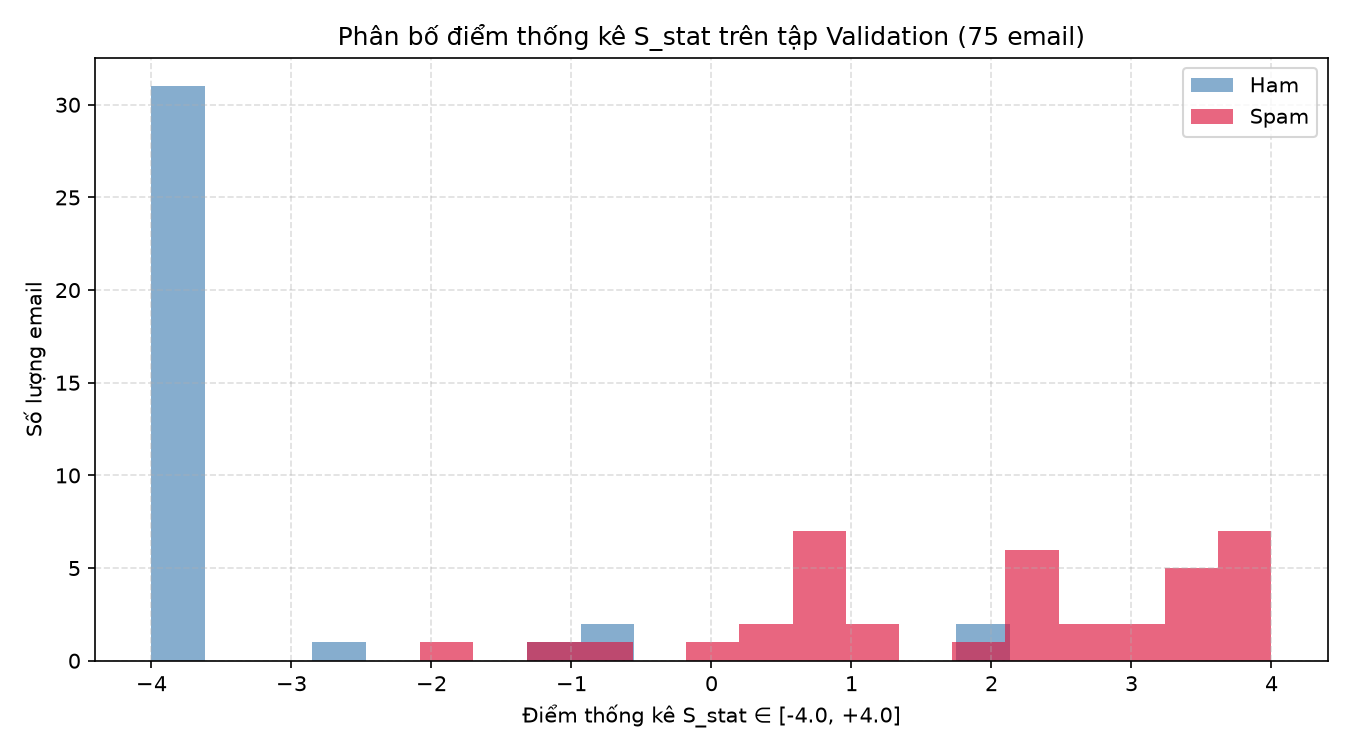 Phân bố điểm thống kê S_stat trên tập Validation (75 email)
Ham
Spam
Số lượng email
30
25
20
15
10
5
0
−4 −3 −2 −1 0 1 2 3 4
Điểm thống kê S_stat ∈ [-4.0, +4.0]